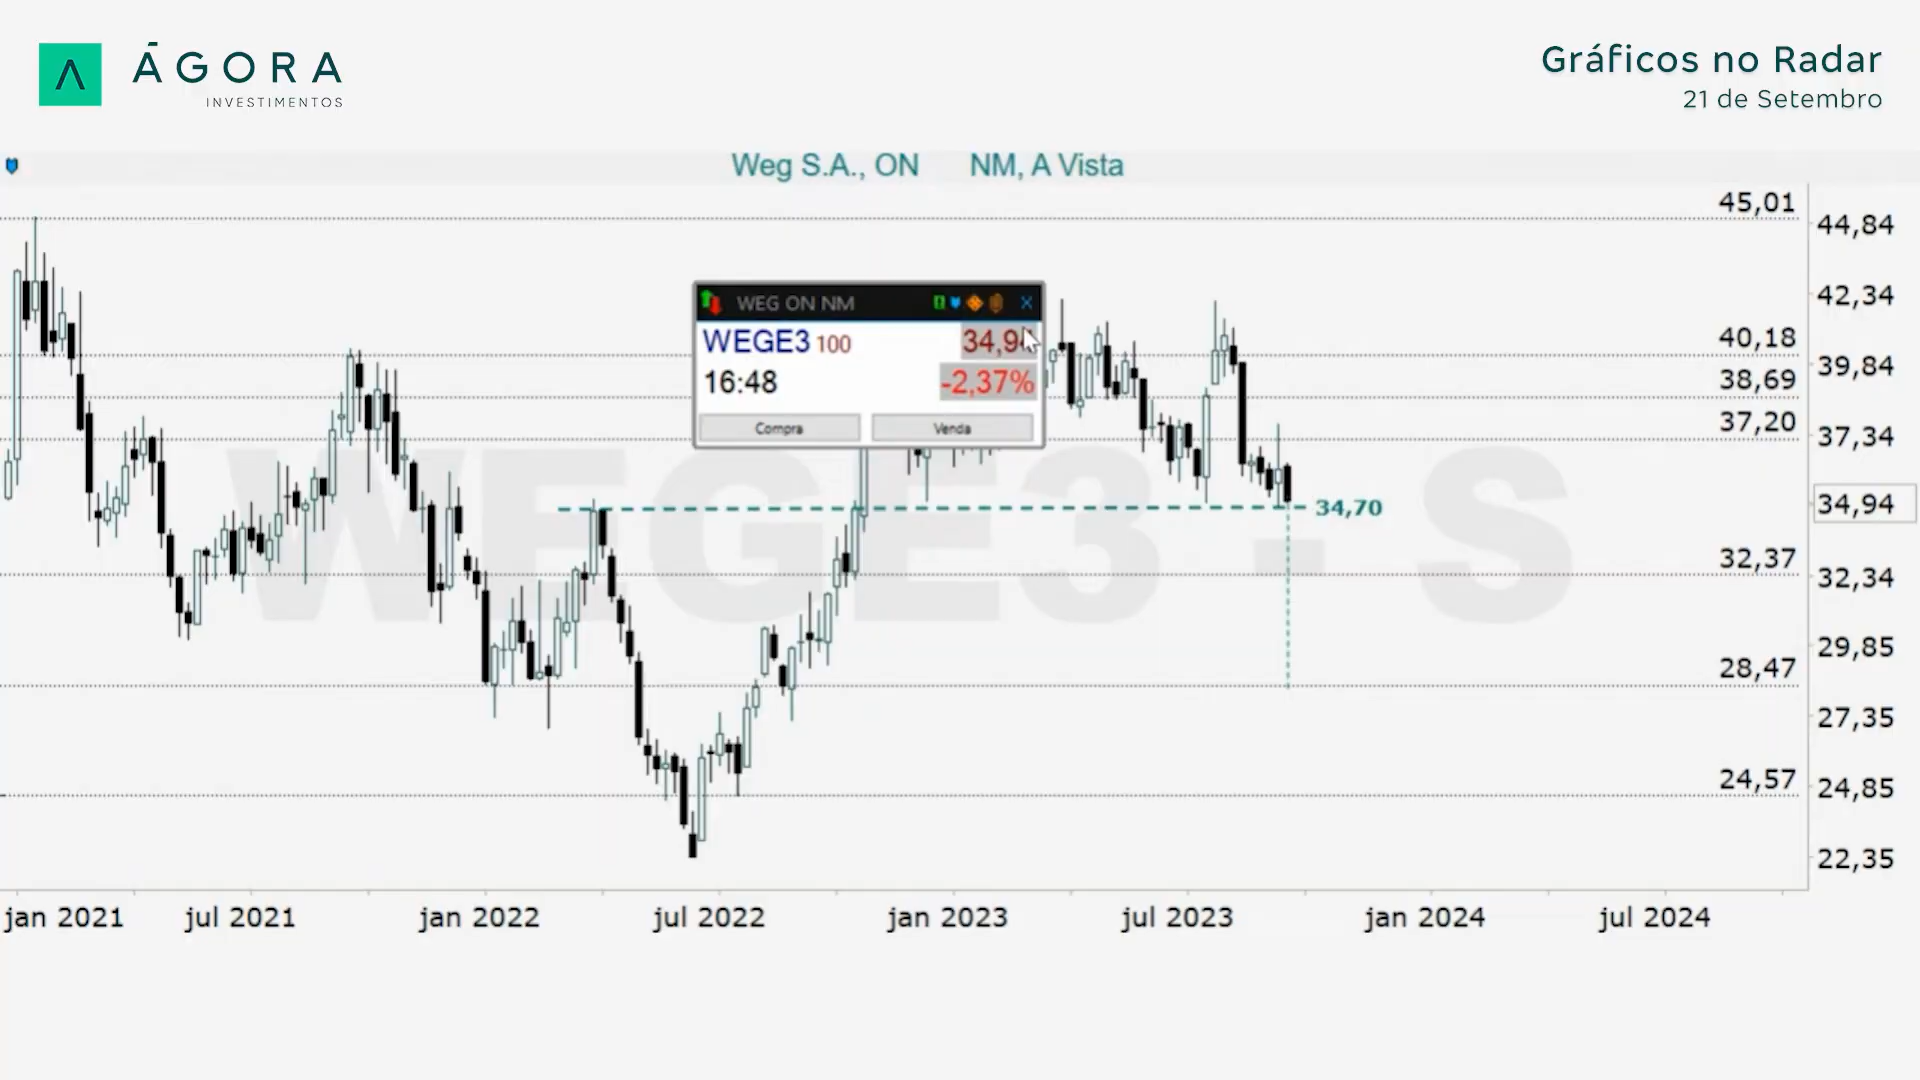 ÁGORA
INVESTIMENTOS
Gráficos no Radar
21 de Setembro
Weg S.A., ON NM, A Vista
45,01
44,84
42,34
40,18
39,84
38,69
37,20
37,34
34,94
34,70
32,37
32,34
29,85
28,47
27,35
24,57
24,85
22,35
WEG ON NM
WEGE3 100
16:48 -2,37%
Compra Venda
WEGE3 · S
jan 2021 jul 2021 jan 2022 jul 2022 jan 2023 jul 2023 jan 2024 jul 2024